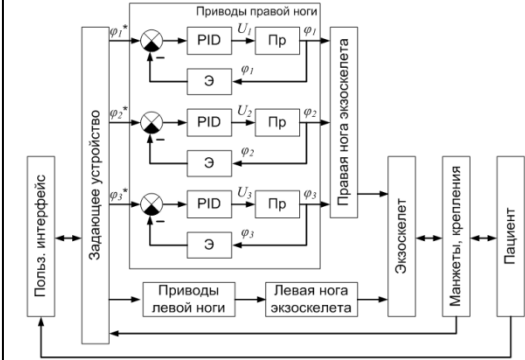 Приводы правой ноги
φ1* PID U1 Пр φ1
– Э φ1
φ2* PID U2 Пр φ2
– Э φ2
φ3* PID U3 Пр φ3
– Э φ3
Польз. интерфейс
Задающее устройство
Правая нога экзоскелета
Экзоскелет
Манжеты, крепления
Пациент
Приводы
левой ноги
Левая нога
экзоскелета